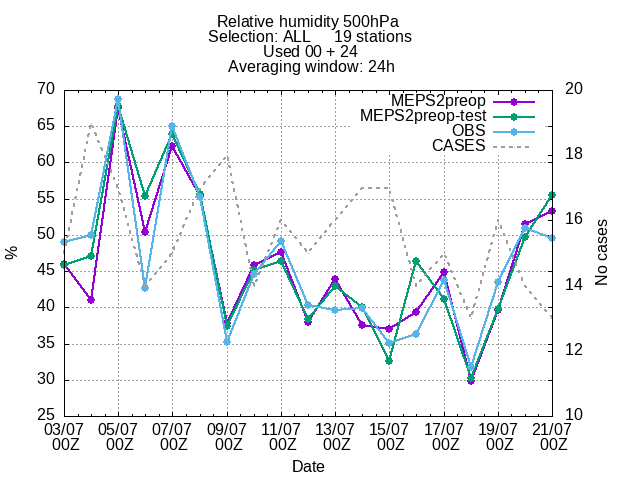 Relative humidity 500hPa
Selection: ALL 19 stations
Used 00 + 24
Averaging window: 24h
MEPS2preop
MEPS2preop-test
OBS
CASES
70
65
60
55
50
45
40
35
30
25
%
20
18
16
14
12
10
No cases
03/07 05/07 07/07 09/07 11/07 13/07 15/07 17/07 19/07 21/07
00Z 00Z 00Z 00Z 00Z 00Z 00Z 00Z 00Z 00Z
Date